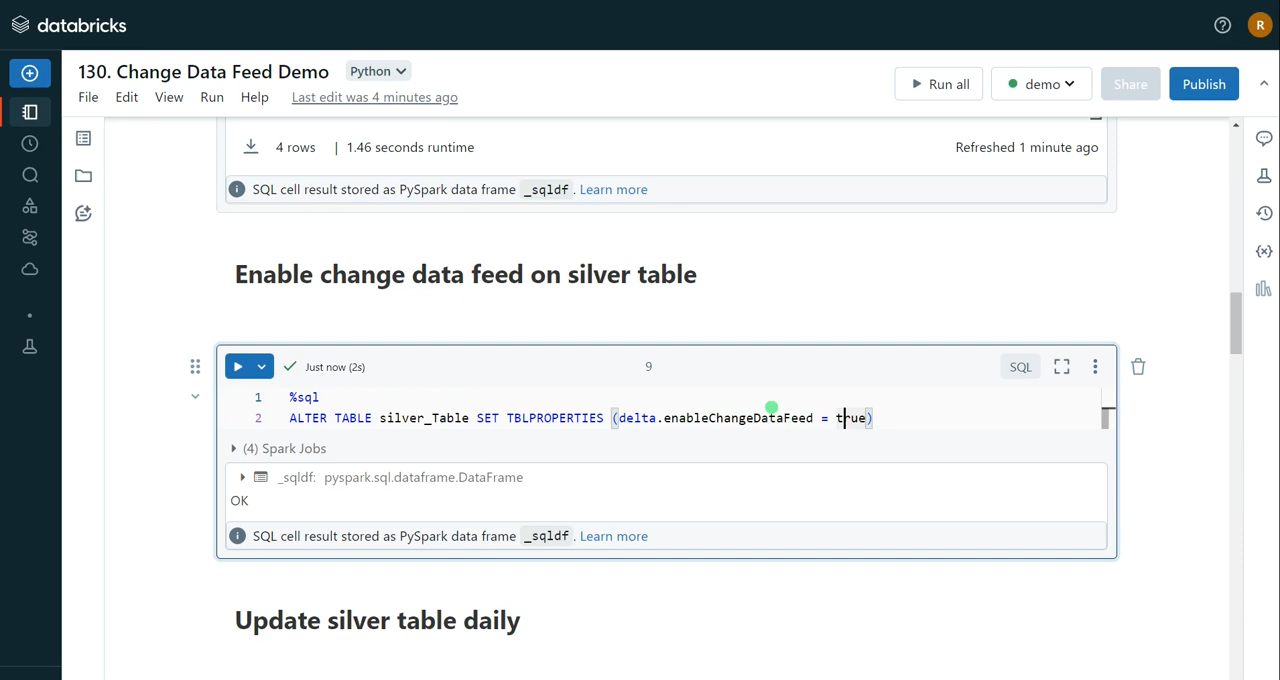 databricks
R
130. Change Data Feed Demo
Python
File Edit View Run Help Last edit was 4 minutes ago
Run all
demo
Share
Publish
4 rows | 1.46 seconds runtime
Refreshed 1 minute ago
SQL cell result stored as PySpark data frame _sqldf. Learn more
Enable change data feed on silver table
Just now (2s)
9
SQL
1 %sql
2 ALTER TABLE silver_Table SET TBLPROPERTIES (delta.enableChangeDataFeed = true)
(4) Spark Jobs
_sqldf: pyspark.sql.dataframe.DataFrame
OK
SQL cell result stored as PySpark data frame _sqldf. Learn more
Update silver table daily